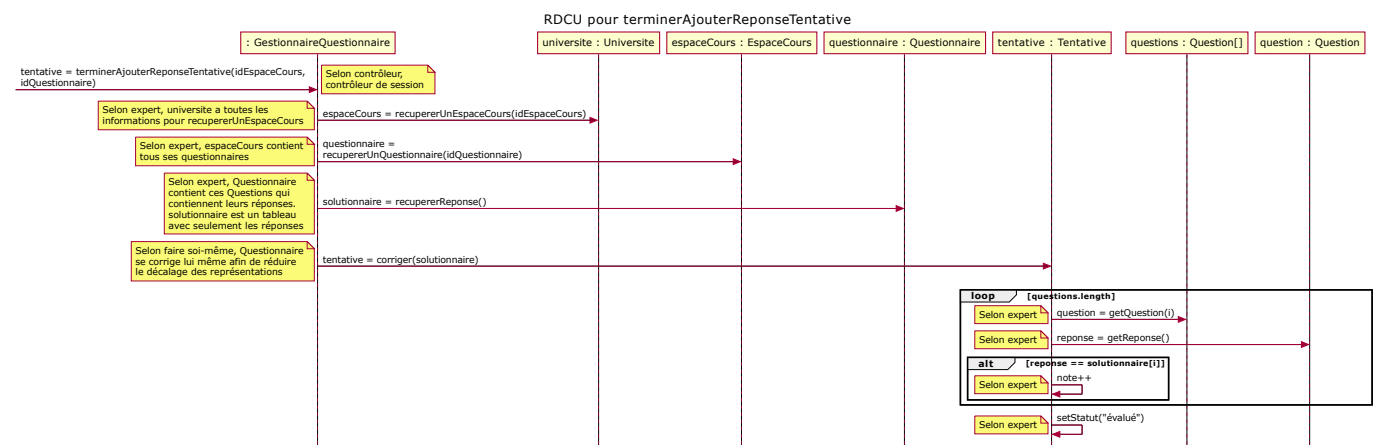 RDCU pour terminerAjouterReponseTentative
: GestionnaireQuestionnaire
universite : Universite
espaceCours : EspaceCours
questionnaire : Questionnaire
tentative : Tentative
questions : Question[]
question : Question
tentative = terminerAjouterReponseTentative(idEspaceCours,
idQuestionnaire)
Selon contrôleur,
contrôleur de session
Selon expert, universite a toutes les
informations pour recupererUnEspaceCours
espaceCours = recupererUnEspaceCours(idEspaceCours)
Selon expert, espaceCours contient
tous ses questionnaires
questionnaire =
recupererUnQuestionnaire(idQuestionnaire)
Selon expert, Questionnaire
contient ces Questions qui
contiennent leurs réponses.
solutionnaire est un tableau
avec seulement les réponses
solutionnaire = recupererReponse()
Selon faire soi-même, Questionnaire
se corrige lui même afin de réduire
le décalage des représentations
tentative = corriger(solutionnaire)
loop [questions.length]
Selon expert
question = getQuestion(i)
Selon expert
reponse = getReponse()
alt [reponse == solutionnaire[i]]
Selon expert
note++
Selon expert
setStatut("évalué")